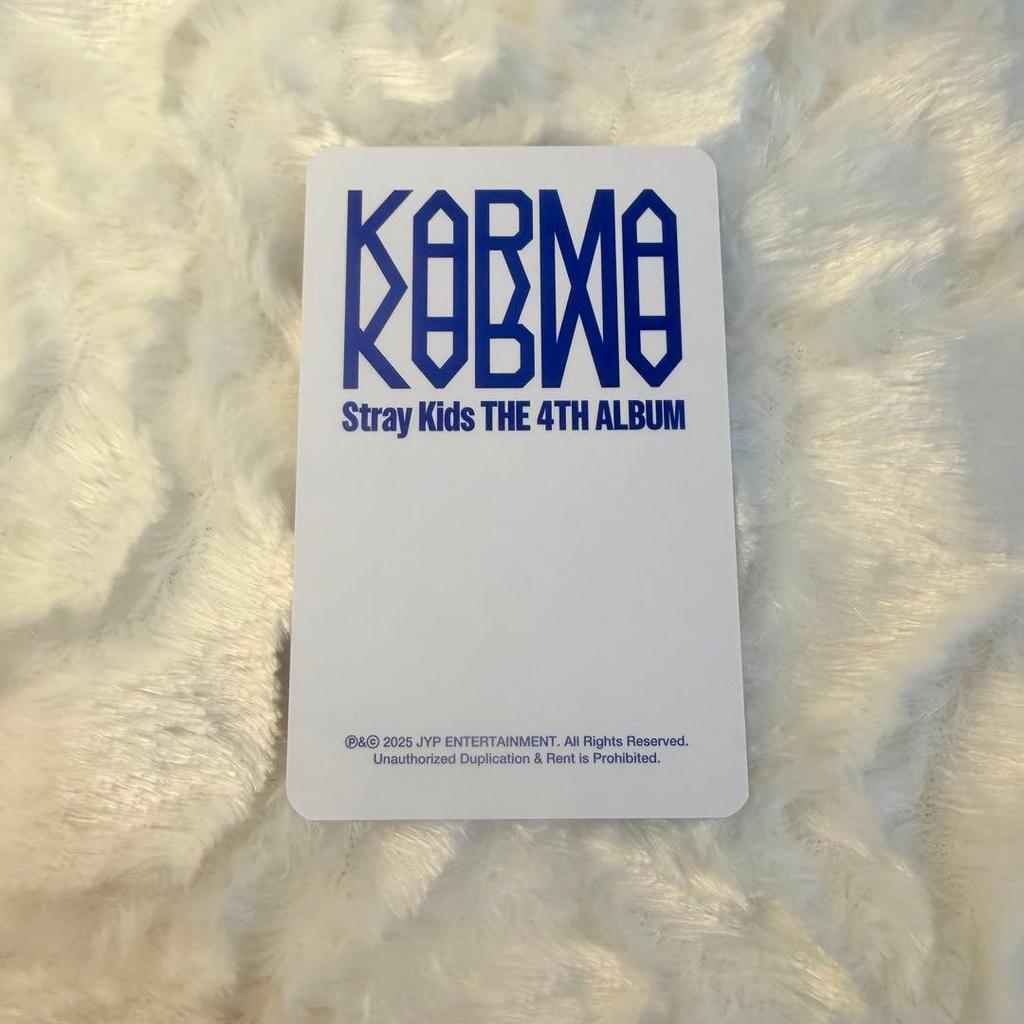 KARMA
Stray Kids THE 4TH ALBUM
℗&© 2025 JYP ENTERTAINMENT. All Rights Reserved.
Unauthorized Duplication & Rent is Prohibited.